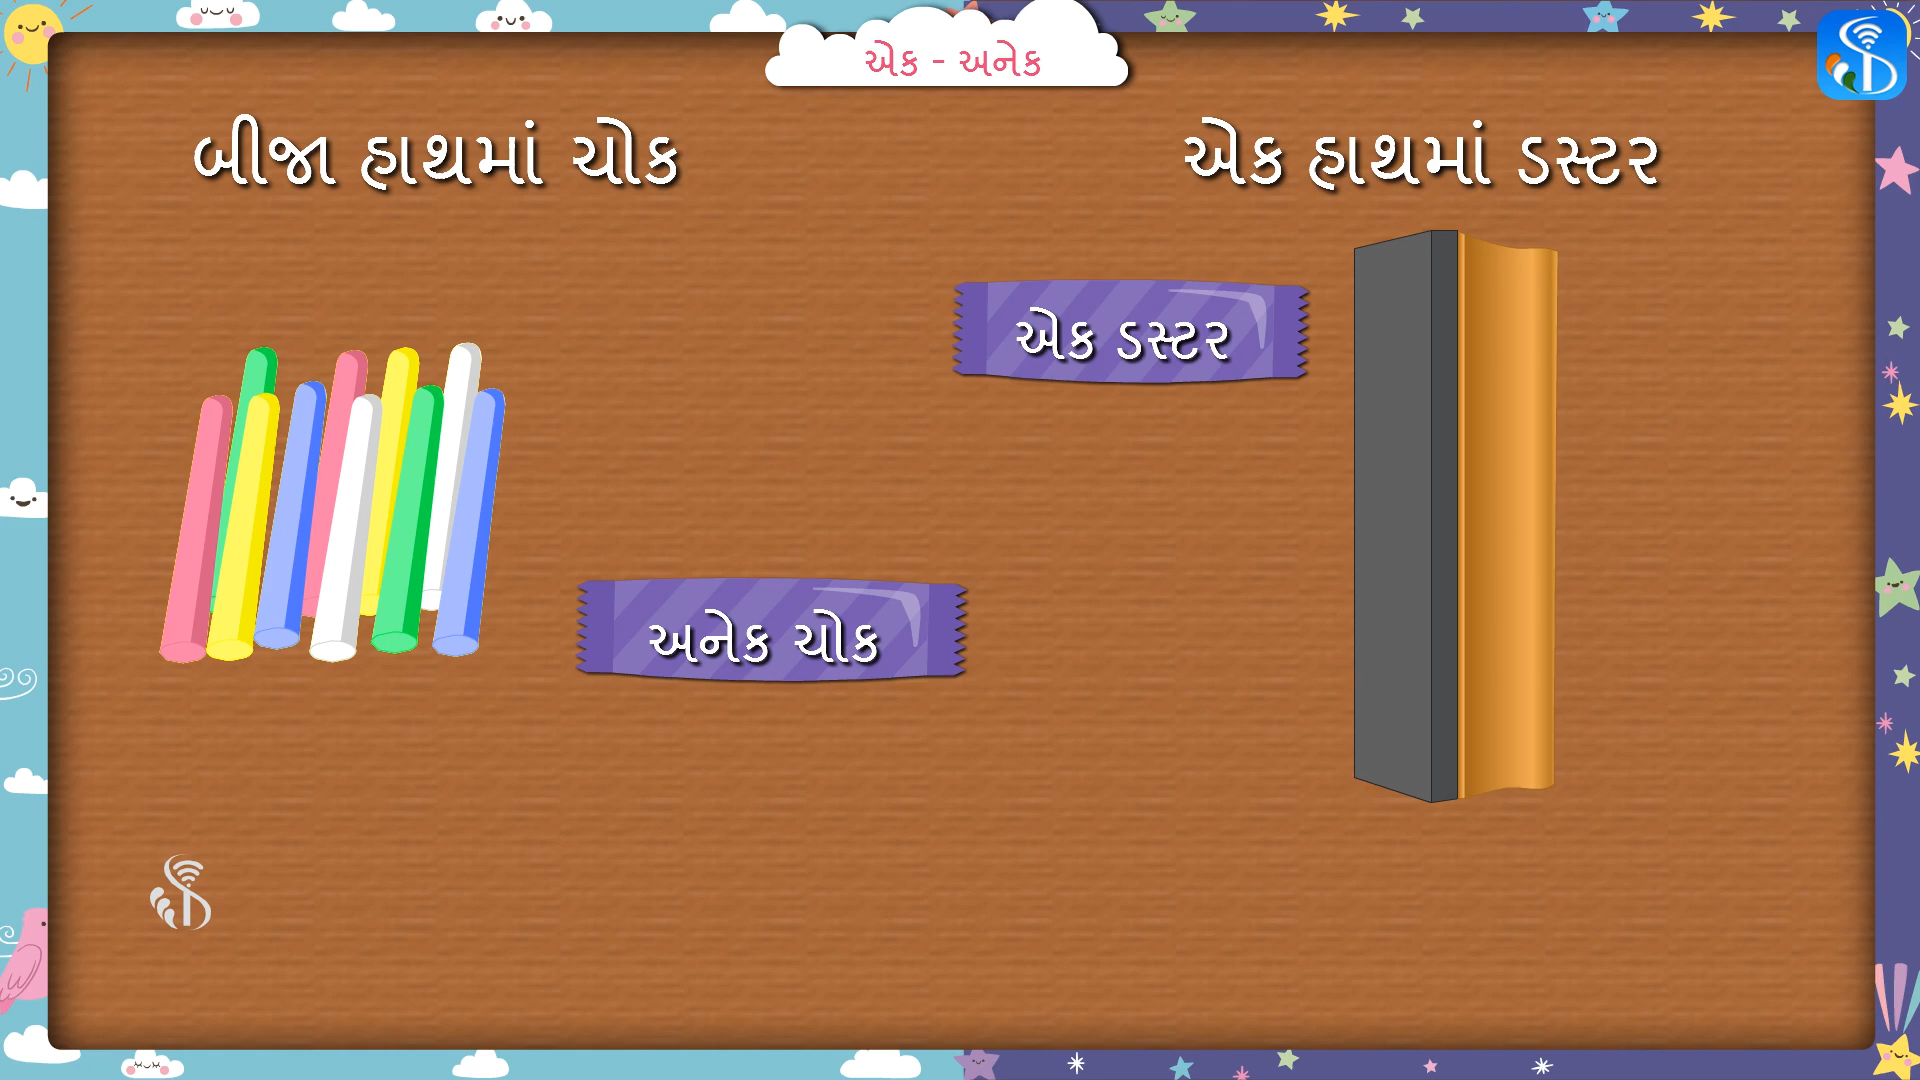 એક - અનેક
બીજા હાથમાં ચોક
એક હાથમાં ડસ્ટર
એક ડસ્ટર
અનેક ચોક